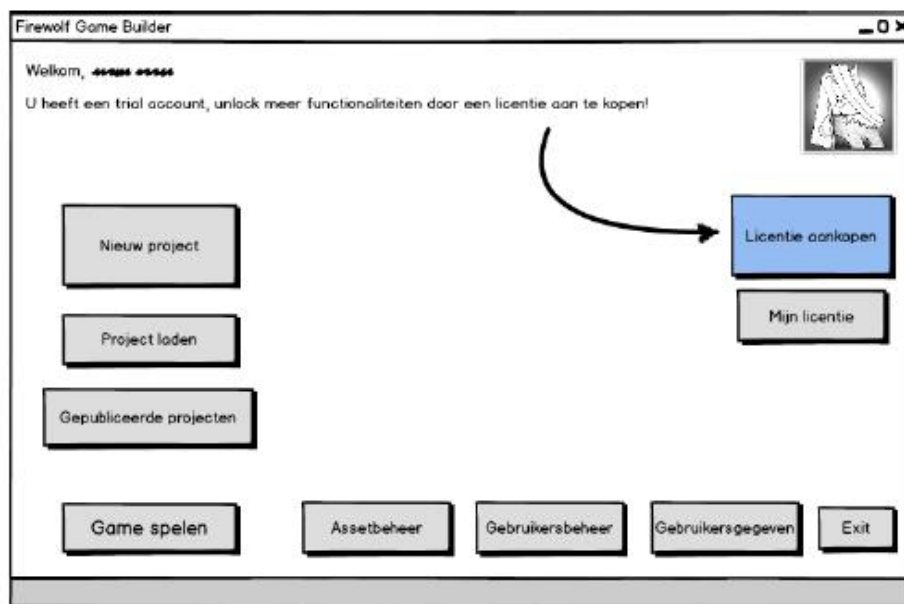 Firewolf Game Builder
Welkom,
U heeft een trial account, unlock meer functionaliteiten door een licentie aan te kopen!
Nieuw project
Licentie aankopen
Mijn licentie
Project laden
Gepubliceerde projecten
Game spelen
Assetbeheer
Gebruikersbeheer
Gebruikersgegeven
Exit